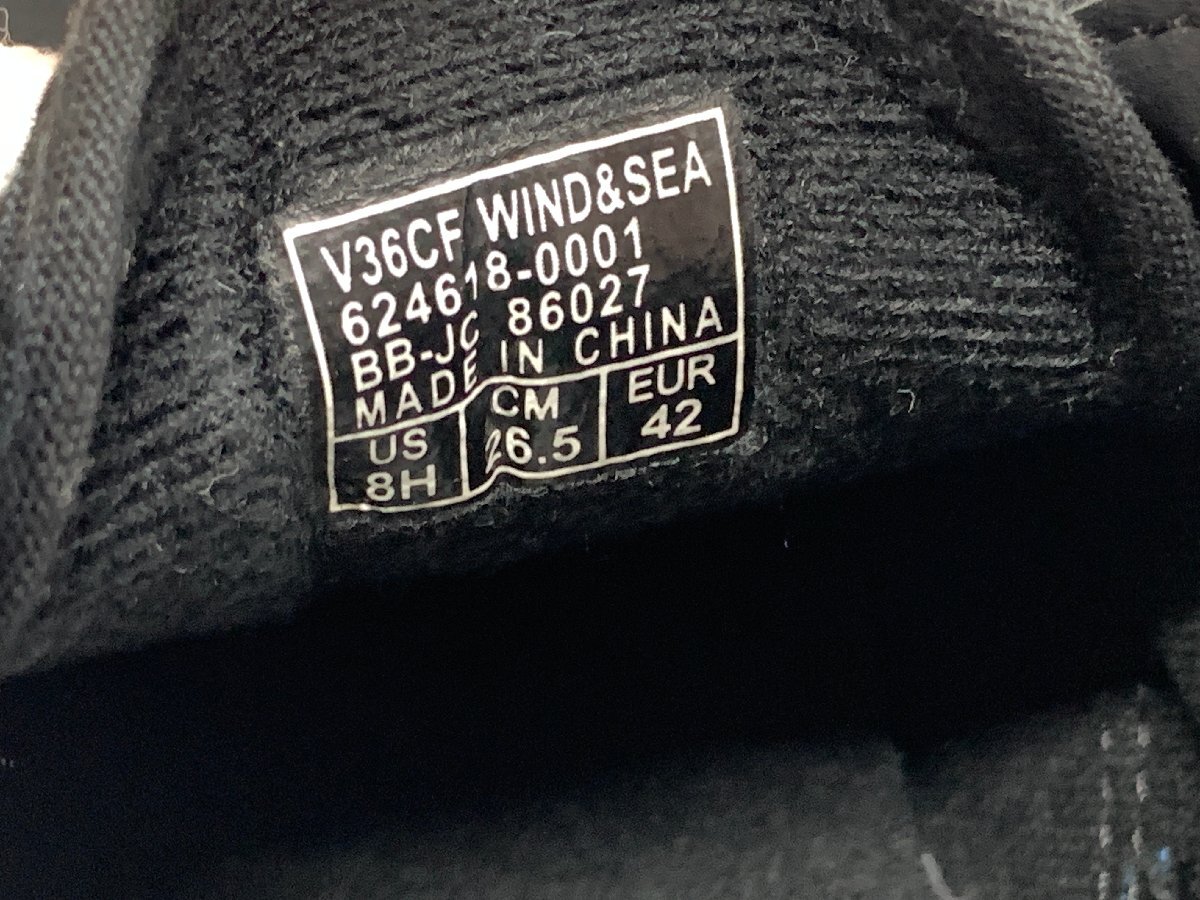 V36CF WIND&SEA
624618-0001
BB-JC 86027
MADE IN CHINA
US CM EUR
8H 26.5 42